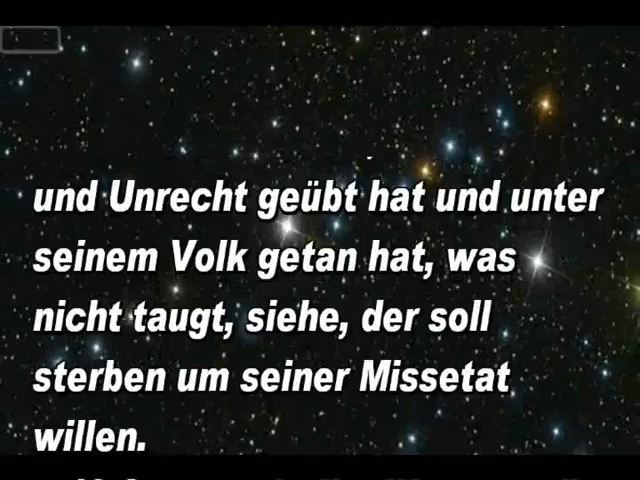 und Unrecht geübt hat und unter
seinem Volk getan hat, was
nicht taugt, siehe, der soll
sterben um seiner Missetat
willen.